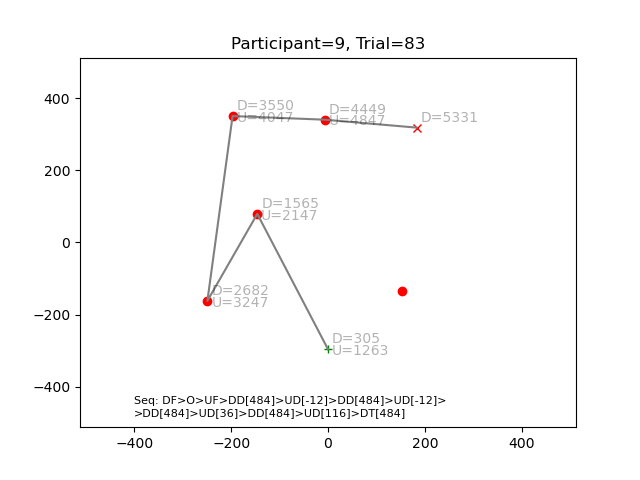 Participant=9, Trial=83
400
200
0
−200
−400
−400
−200
0
200
400
D=3550
U=4047
D=4449
U=4847
D=5331
D=1565
U=2147
D=2682
U=3247
D=305
U=1263
Seq: DF>O>UF>DD[484]>UD[-12]>DD[484]>UD[-12]>
>DD[484]>UD[36]>DD[484]>UD[116]>DT[484]